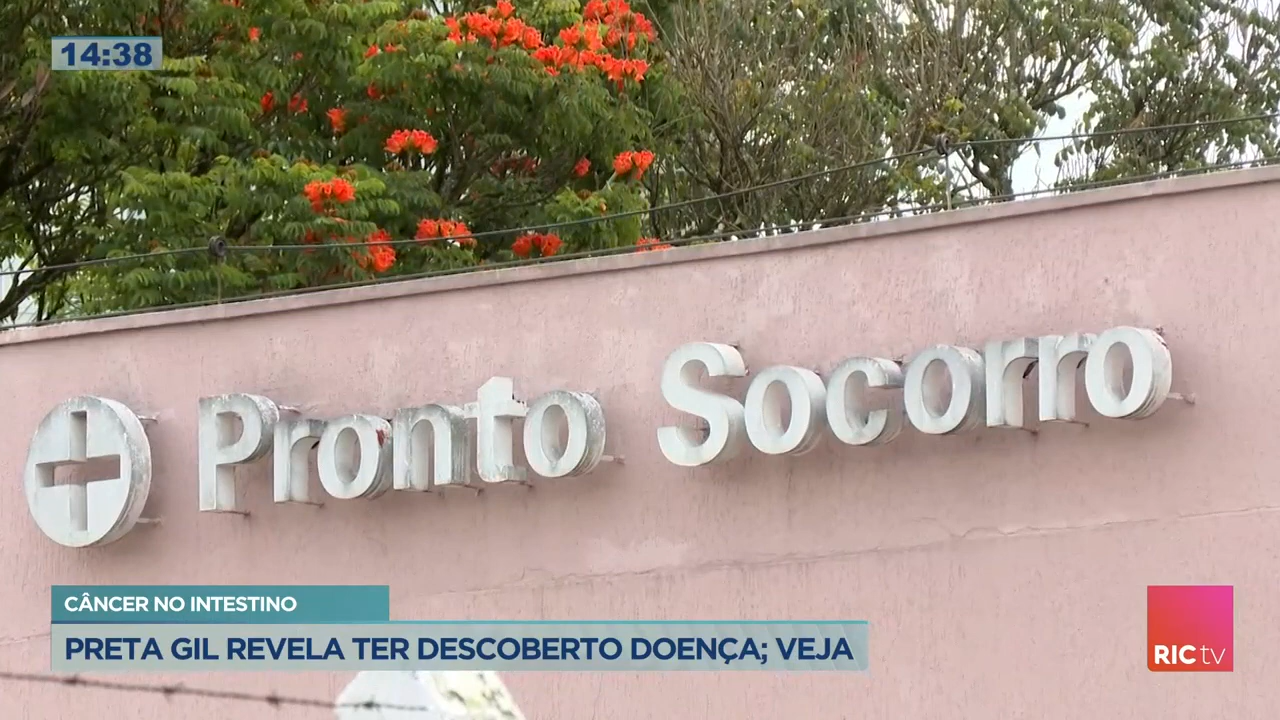 14:38
Pronto Socorro
CÂNCER NO INTESTINO
PRETA GIL REVELA TER DESCOBERTO DOENÇA; VEJA
RIC tv